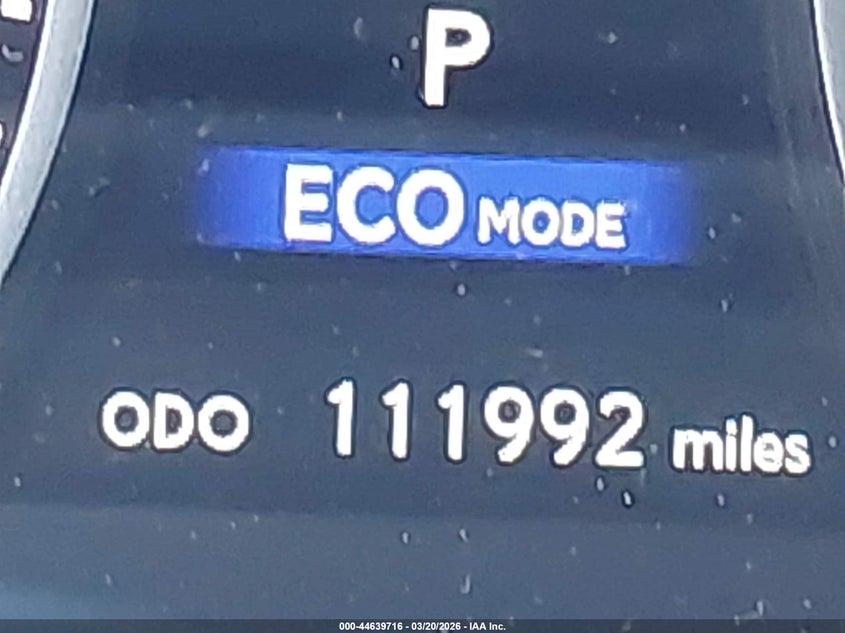 P
ECO MODE
ODO 111992 miles
000-44639716 - 03/20/2026 - IAA Inc.